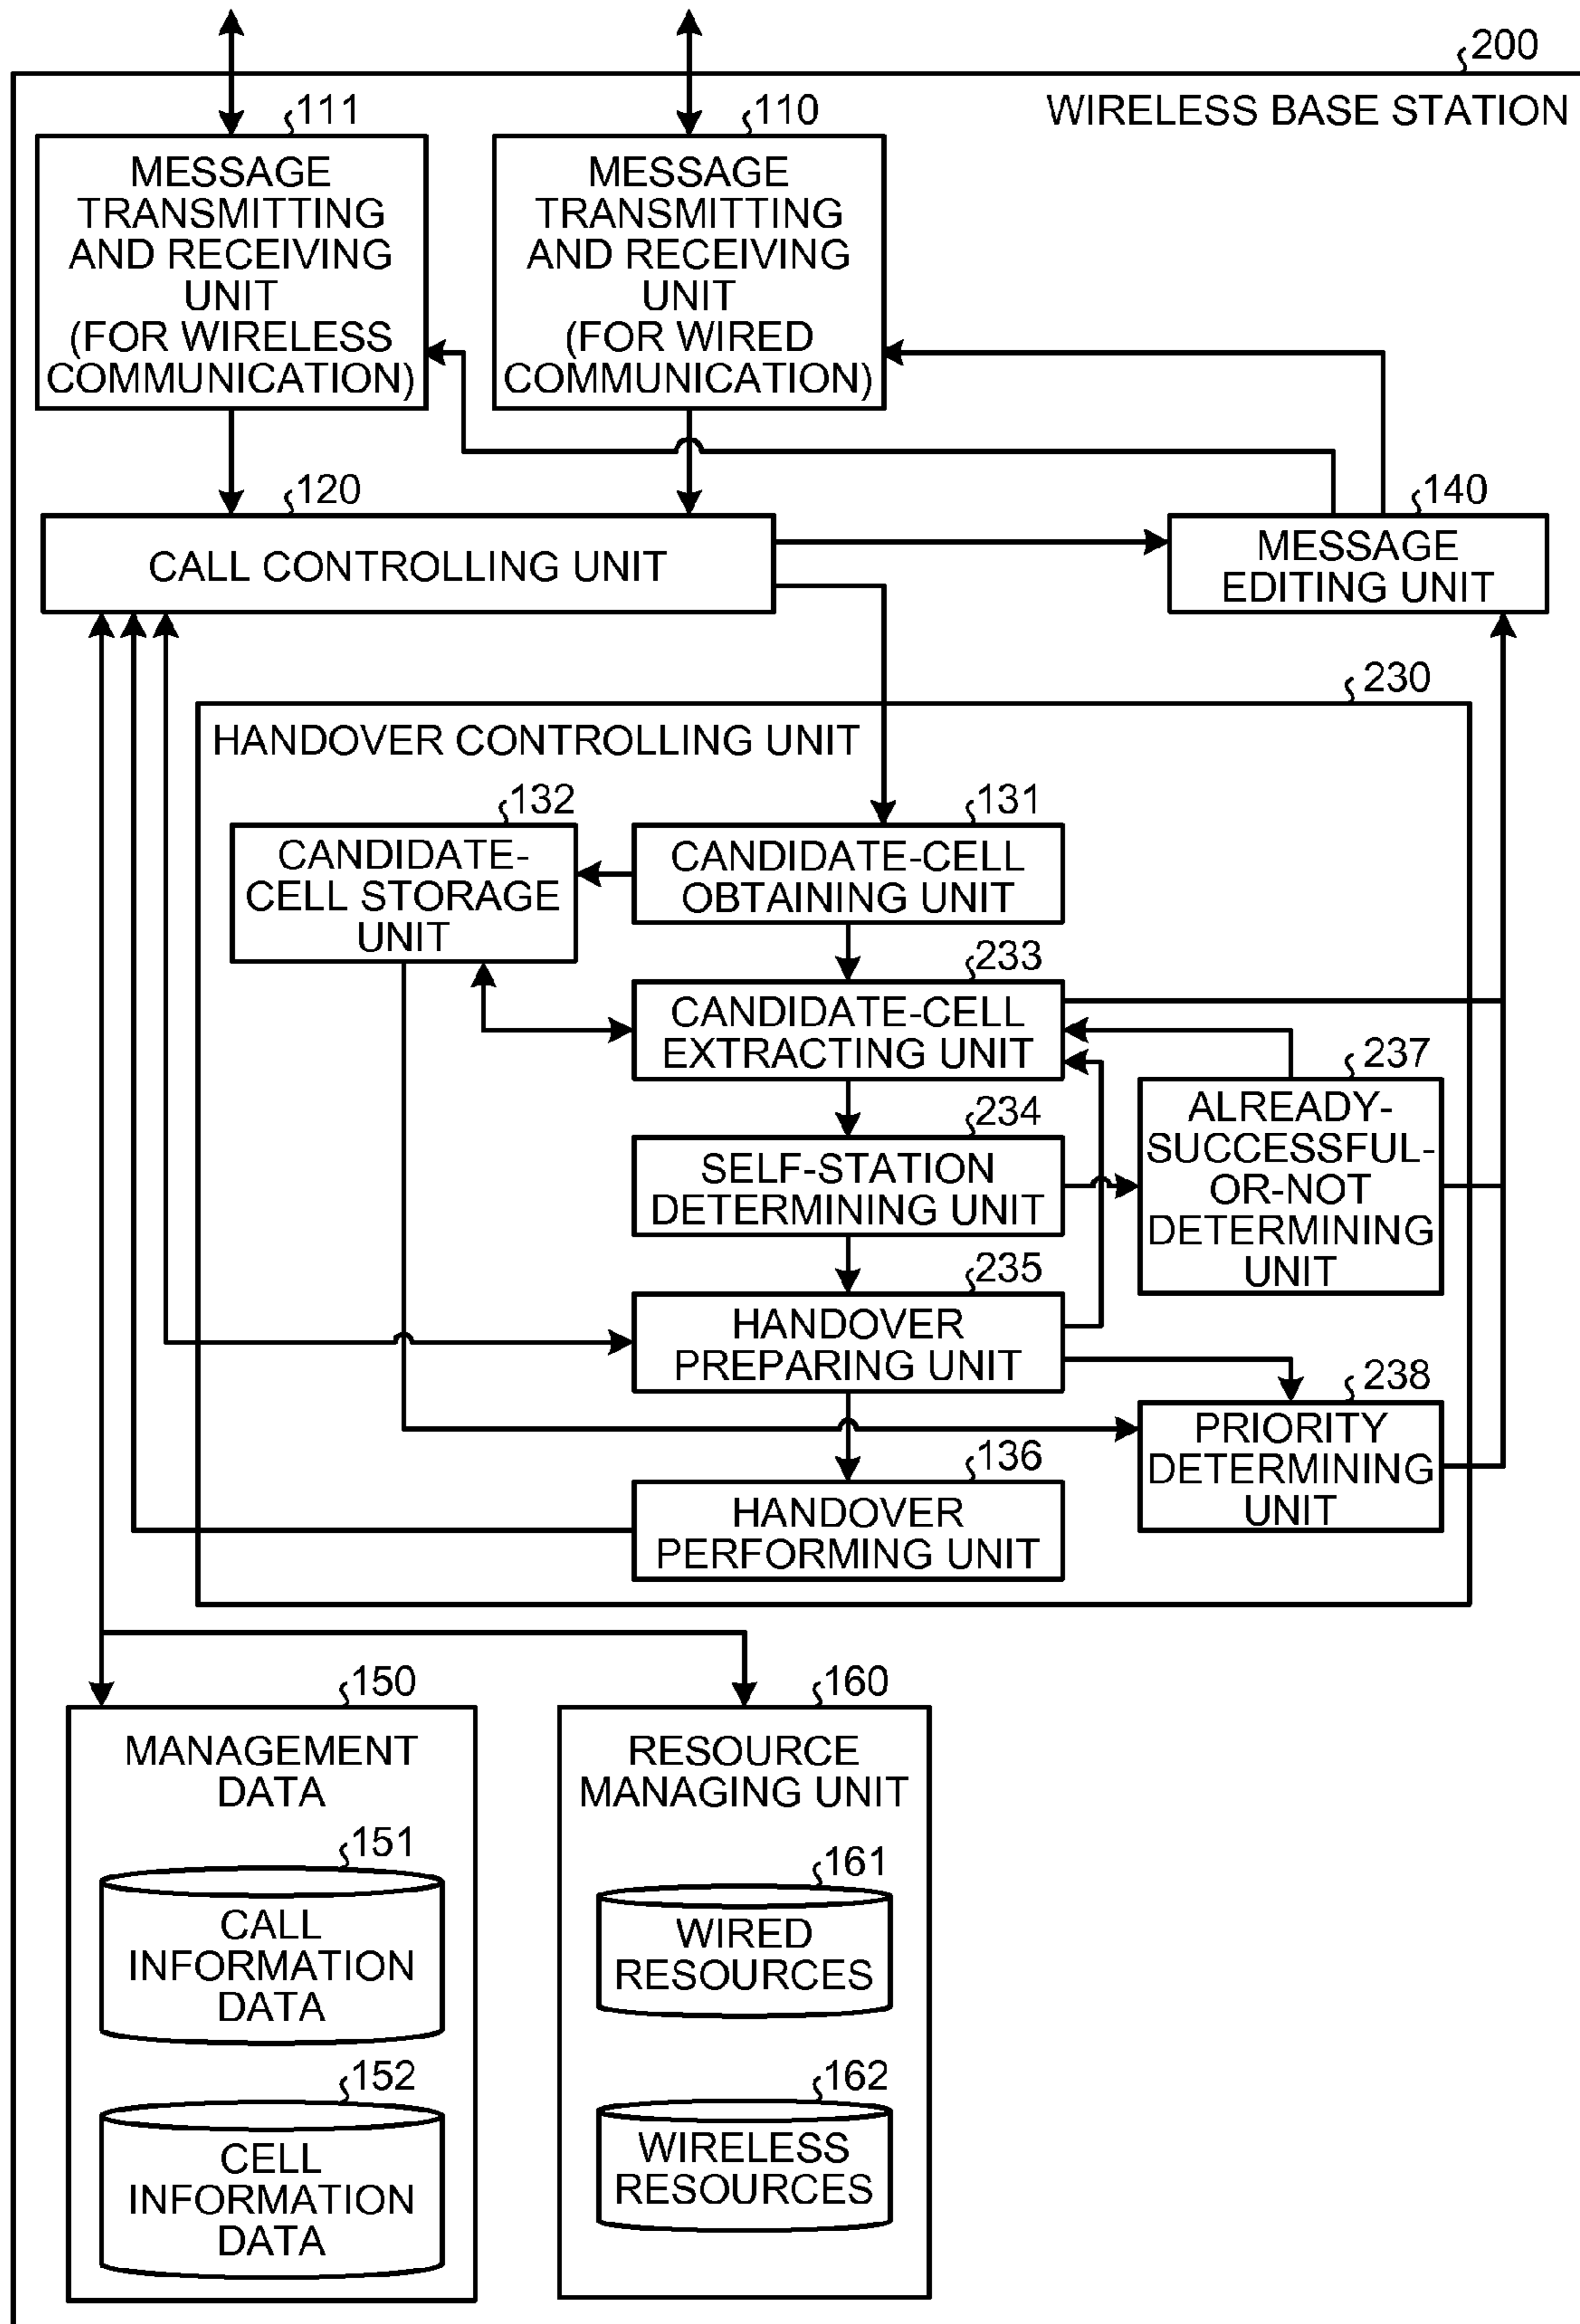 200
WIRELESS BASE STATION
111
MESSAGE
TRANSMITTING
AND RECEIVING
UNIT
(FOR WIRELESS
COMMUNICATION)
110
MESSAGE
TRANSMITTING
AND RECEIVING
UNIT
(FOR WIRED
COMMUNICATION)
120
CALL CONTROLLING UNIT
140
MESSAGE
EDITING UNIT
230
HANDOVER CONTROLLING UNIT
132
CANDIDATE-
CELL STORAGE
UNIT
131
CANDIDATE-CELL
OBTAINING UNIT
233
CANDIDATE-CELL
EXTRACTING UNIT
237
ALREADY-
SUCCESSFUL-
OR-NOT
DETERMINING
UNIT
234
SELF-STATION
DETERMINING UNIT
235
HANDOVER
PREPARING UNIT
238
PRIORITY
DETERMINING
UNIT
136
HANDOVER
PERFORMING UNIT
150
MANAGEMENT
DATA
151
CALL
INFORMATION
DATA
152
CELL
INFORMATION
DATA
160
RESOURCE
MANAGING UNIT
161
WIRED
RESOURCES
162
WIRELESS
RESOURCES